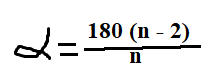 α = 180 (n - 2) / n